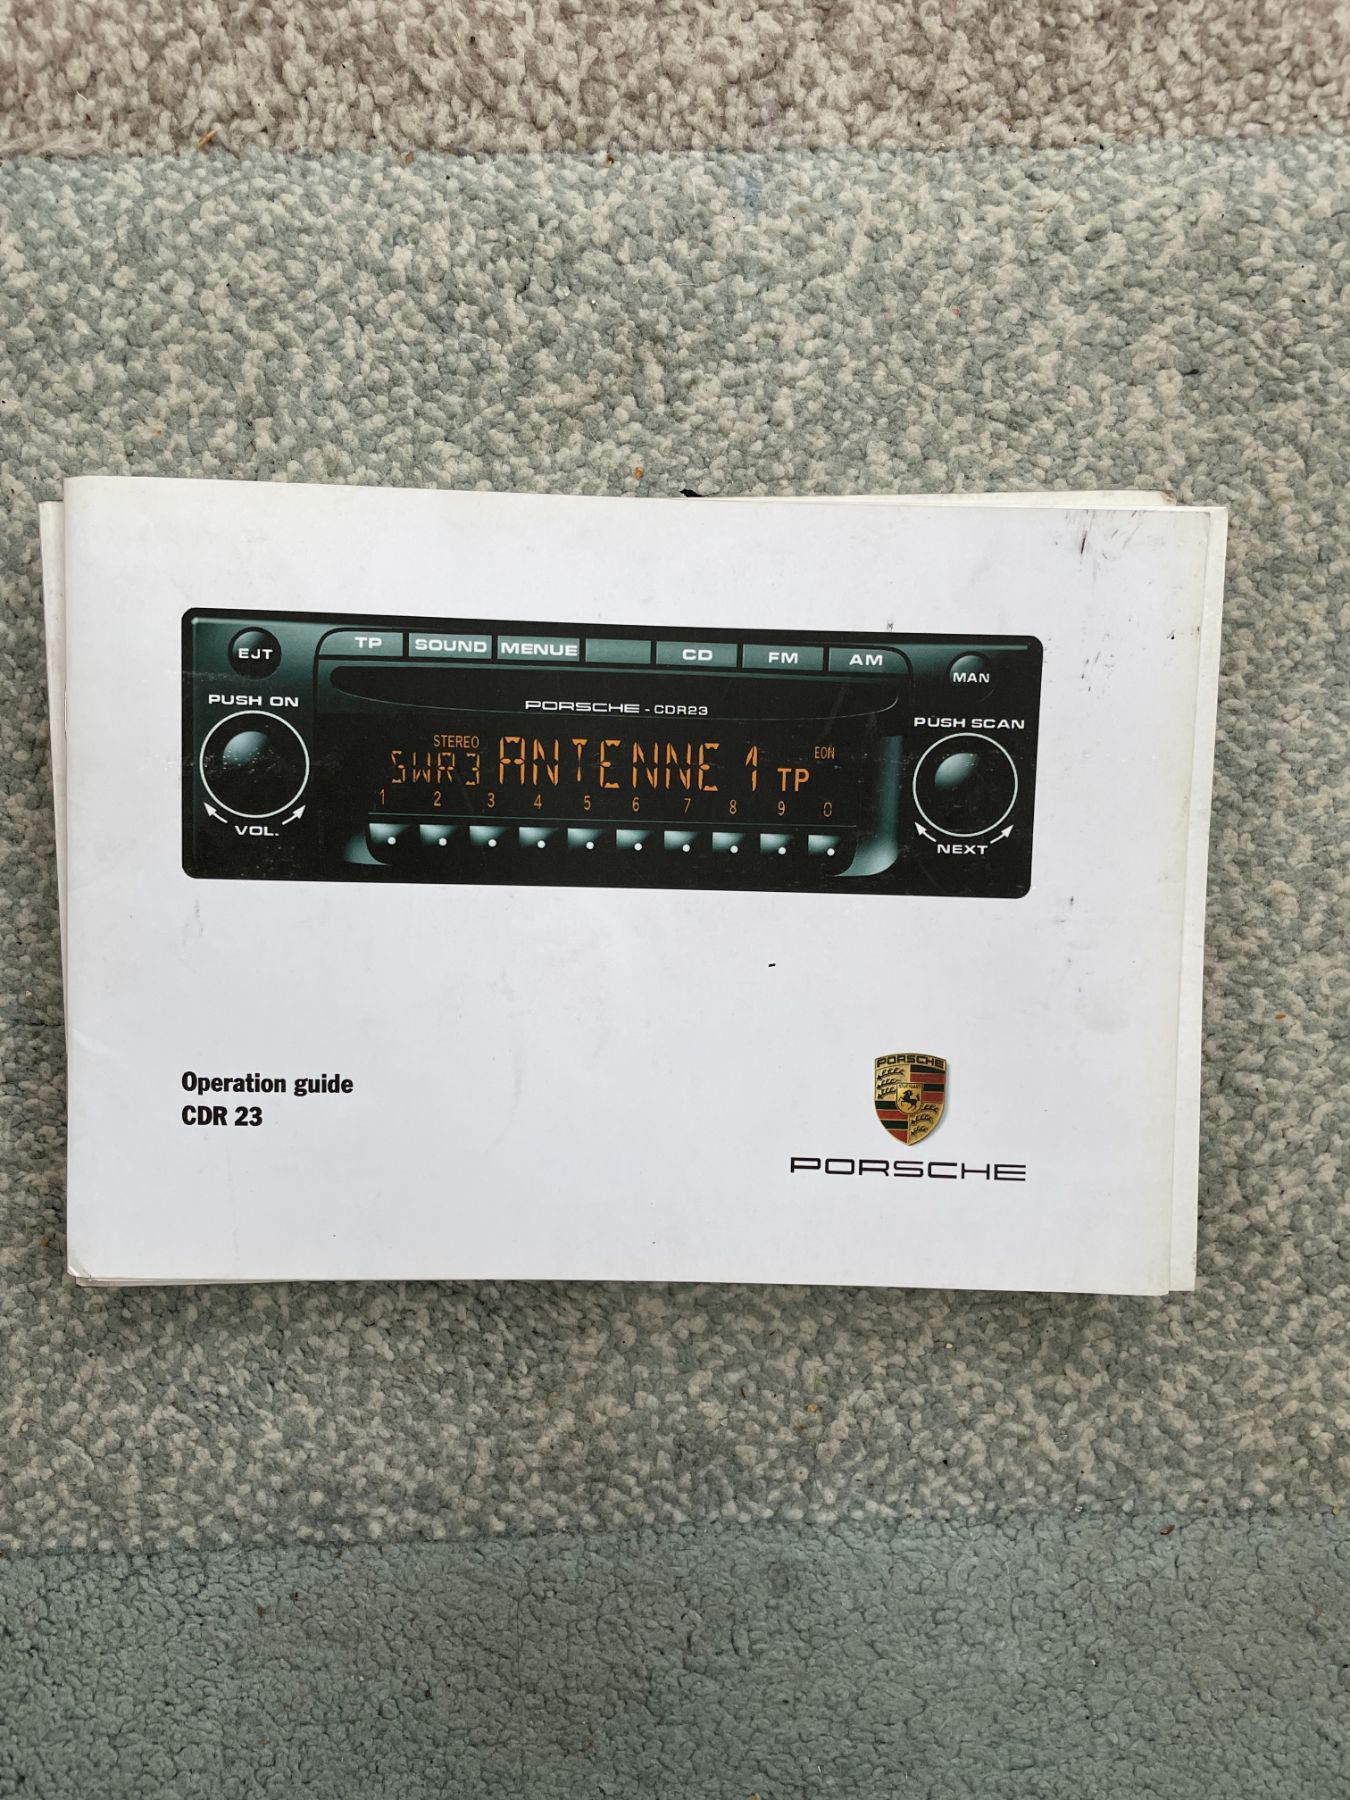 EJT TP SOUND MENUE CD FM AM MAN
PUSH ON
PORSCHE - CDR23
PUSH SCAN
STEREO
EON
SWR3 ANTENNE 1 TP
1 2 3 4 5 6 7 8 9 0
VOL.
NEXT
Operation guide
CDR 23
PORSCHE
STUTTGART
PORSCHE